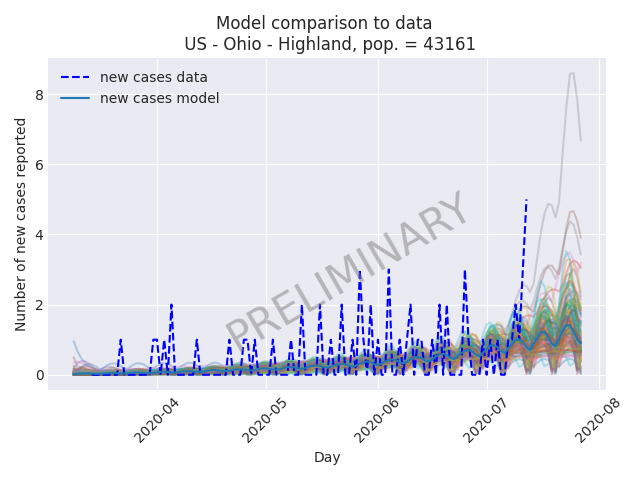 Model comparison to data
US - Ohio - Highland, pop. = 43161
new cases data
new cases model
Number of new cases reported
8
6
4
2
0
PRELIMINARY
2020-04
2020-05
2020-06
2020-07
2020-08
Day